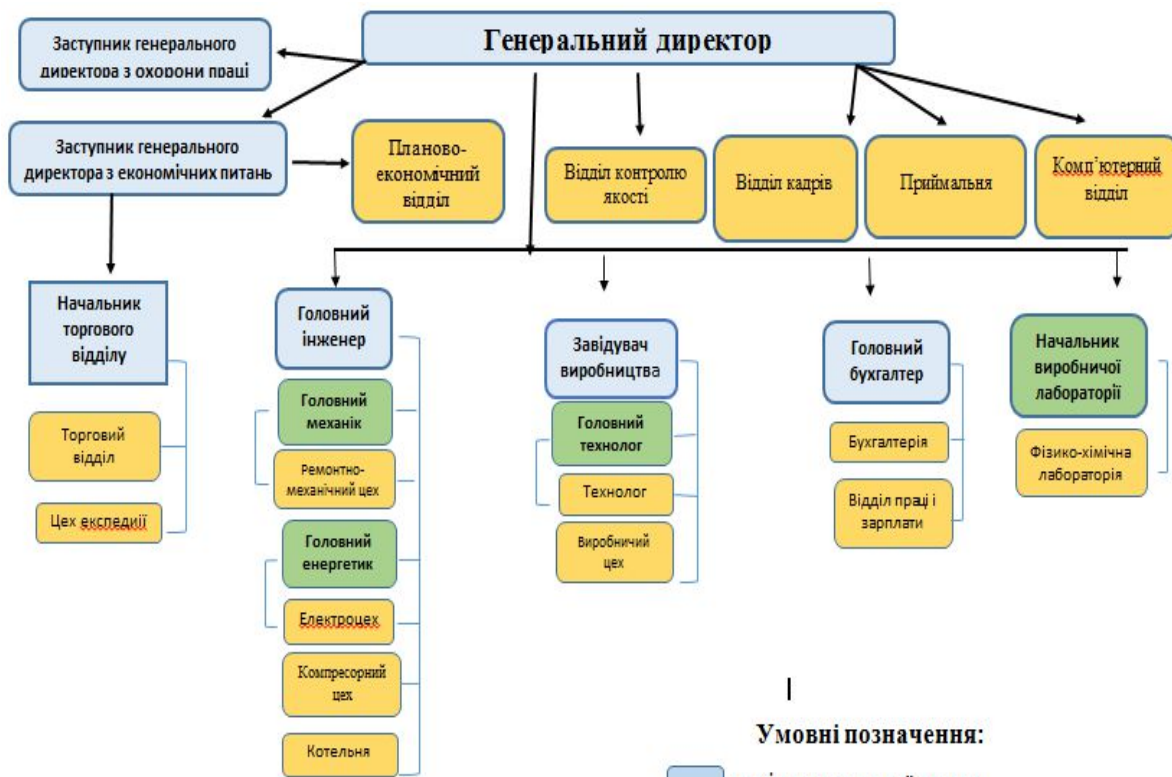 Генеральний директор
Заступник генерального
директора з охорони праці
Заступник генерального
директора з економічних питань
Планово-
економічний
відділ
Відділ контролю
якості
Відділ кадрів
Приймальня
Комп’ютерний
відділ
Начальник
торгового
відділу
Торговий
відділ
Цех експедиії
Головний
інженер
Головний
механік
Ремонтно-
механічний цех
Головний
енергетик
Електроцех
Компресорний
цех
Котельня
Завідувач
виробництва
Головний
технолог
Технолог
Виробничий
цех
Головний
бухгалтер
Бухгалтерія
Відділ праці і
зарплати
Начальник
виробничої
лабораторії
Фізико-хімічна
лабораторія
Умовні позначення: